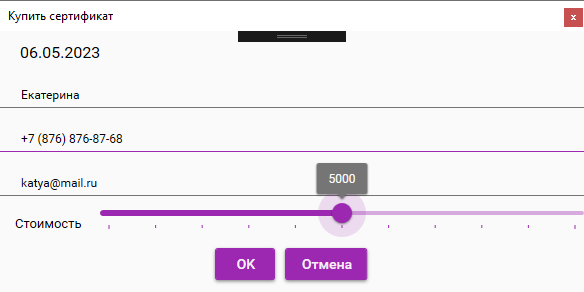 Купить сертификат
x
06.05.2023
Екатерина
+7 (876) 876-87-68
katya@mail.ru
5000
Стоимость
OK
Отмена